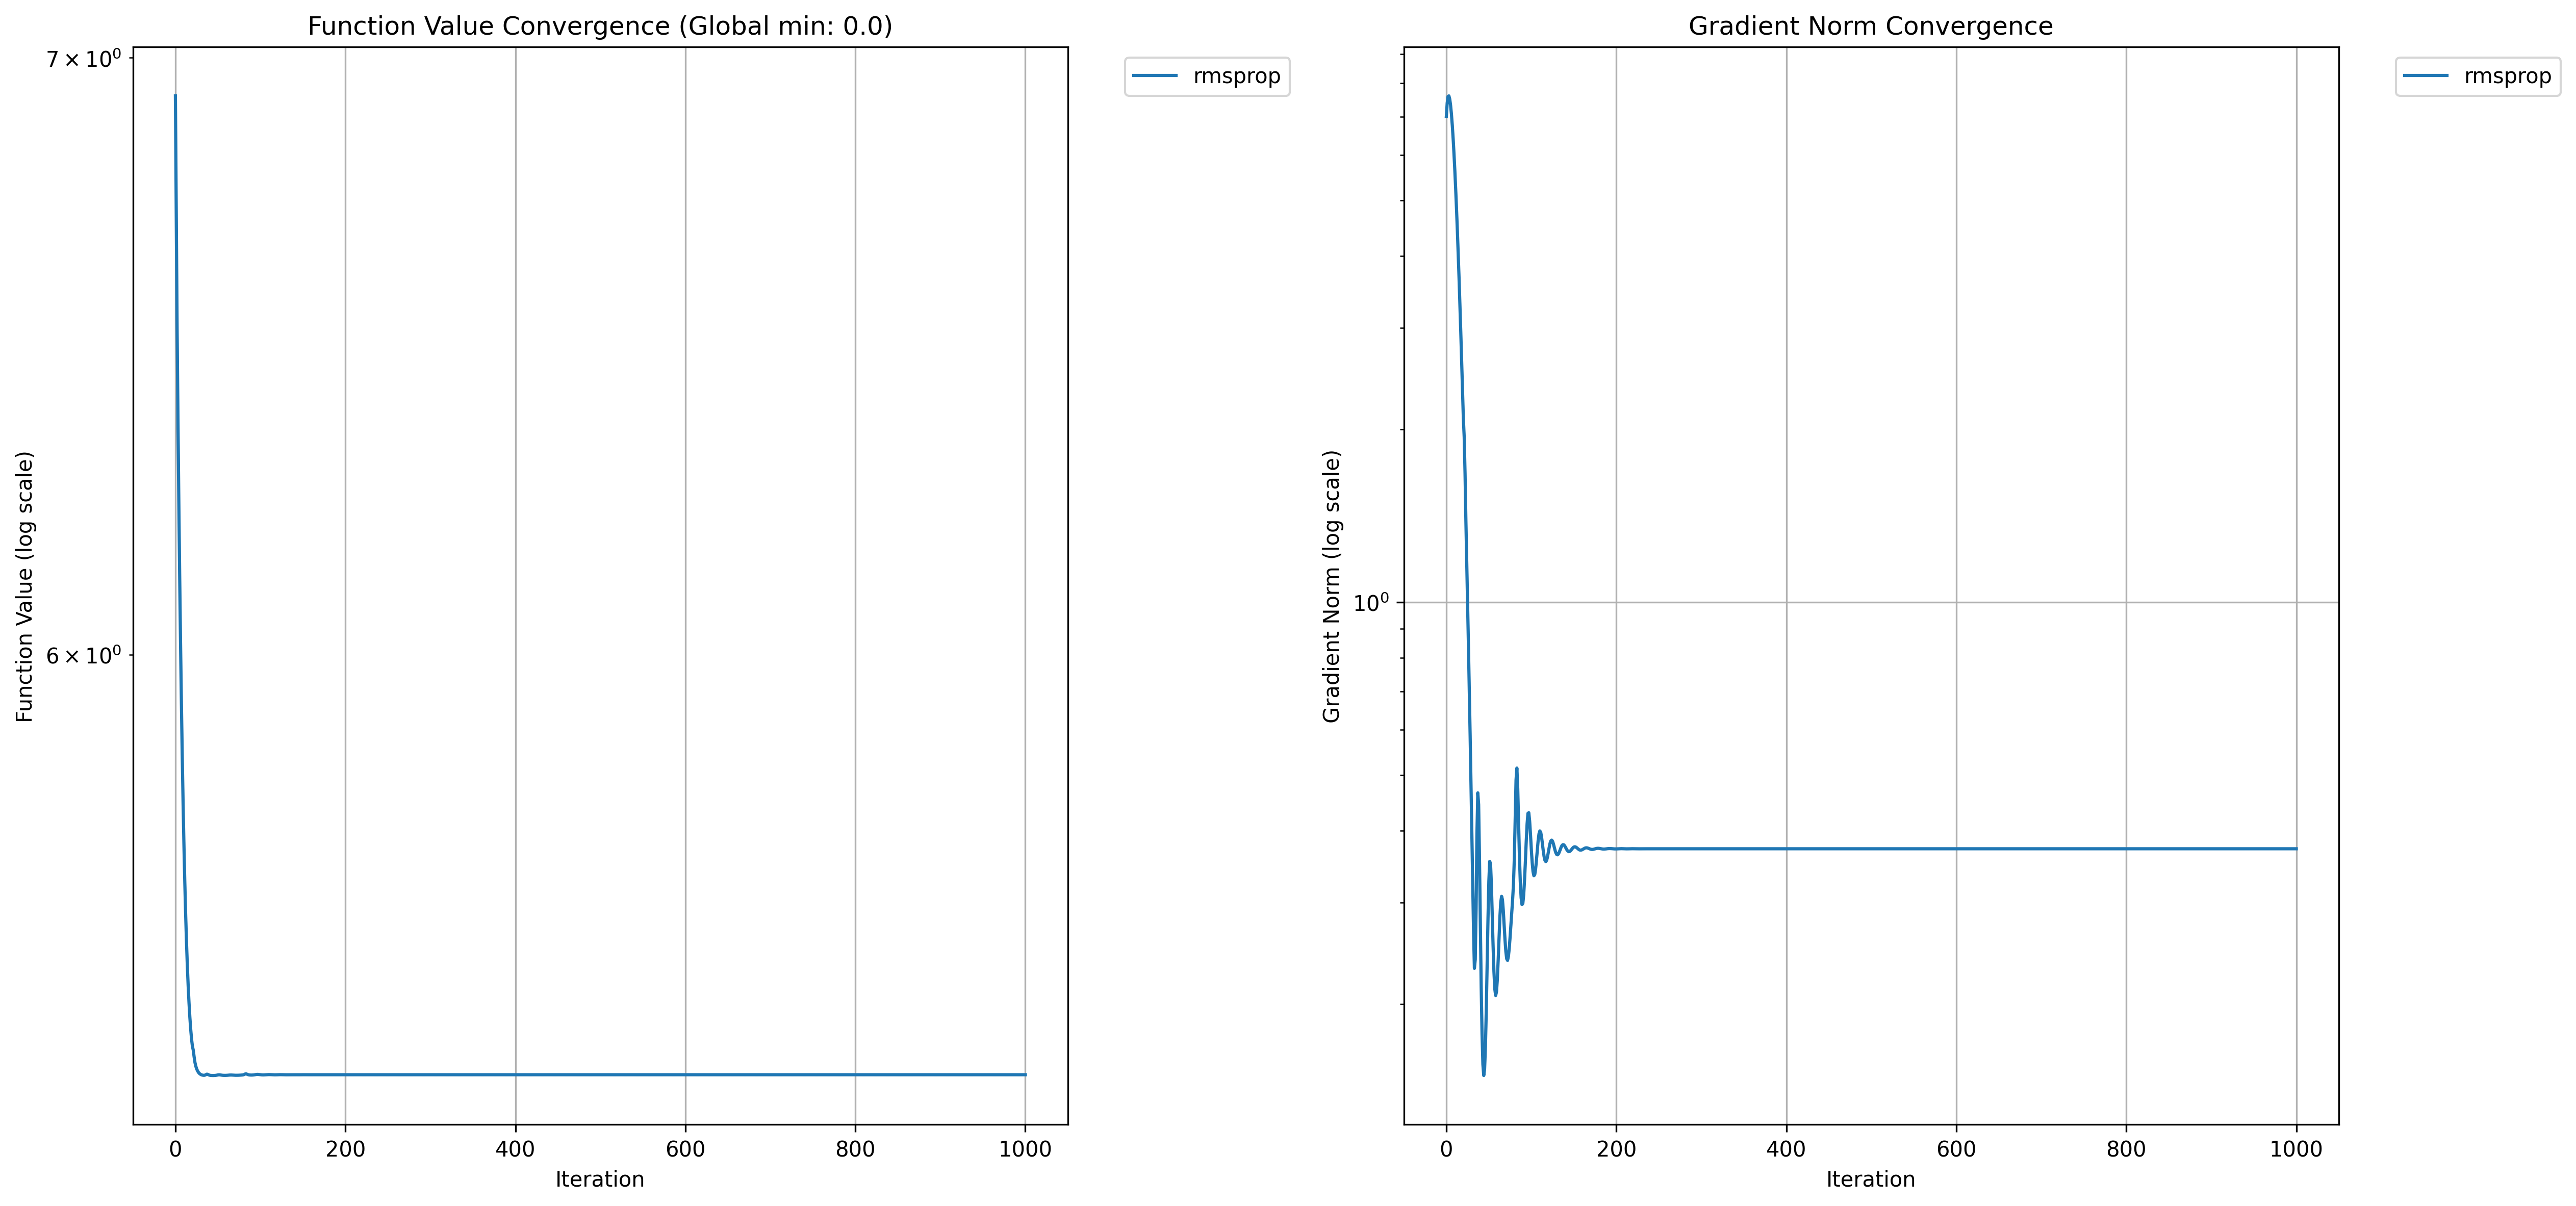 Function Value Convergence (Global min: 0.0)
7 × 10⁰
6 × 10⁰
Function Value (log scale)
0 200 400 600 800 1000
Iteration
rmsprop
Gradient Norm Convergence
10⁰
Gradient Norm (log scale)
0 200 400 600 800 1000
Iteration
rmsprop